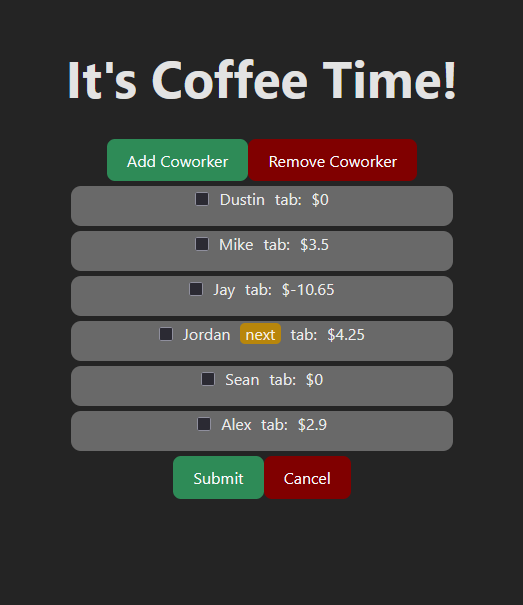 It's Coffee Time!
Add Coworker Remove Coworker
Dustin tab: $0
Mike tab: $3.5
Jay tab: $-10.65
Jordan next tab: $4.25
Sean tab: $0
Alex tab: $2.9
Submit Cancel